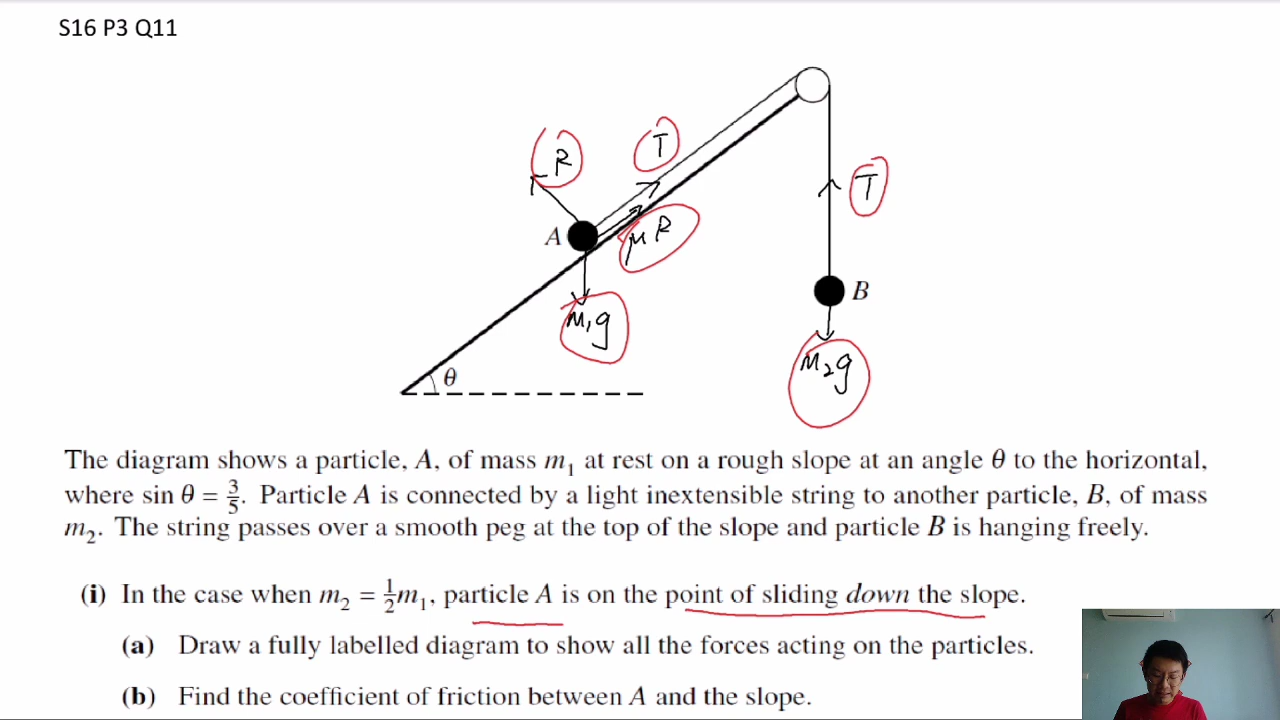 S16 P3 Q11
R
T
T
A
μR
B
m₁g
m₂g
θ
The diagram shows a particle, A, of mass m₁ at rest on a rough slope at an angle θ to the horizontal,
where sin θ = 3/5. Particle A is connected by a light inextensible string to another particle, B, of mass
m₂. The string passes over a smooth peg at the top of the slope and particle B is hanging freely.
(i) In the case when m₂ = ½m₁, particle A is on the point of sliding down the slope.
(a) Draw a fully labelled diagram to show all the forces acting on the particles.
(b) Find the coefficient of friction between A and the slope.